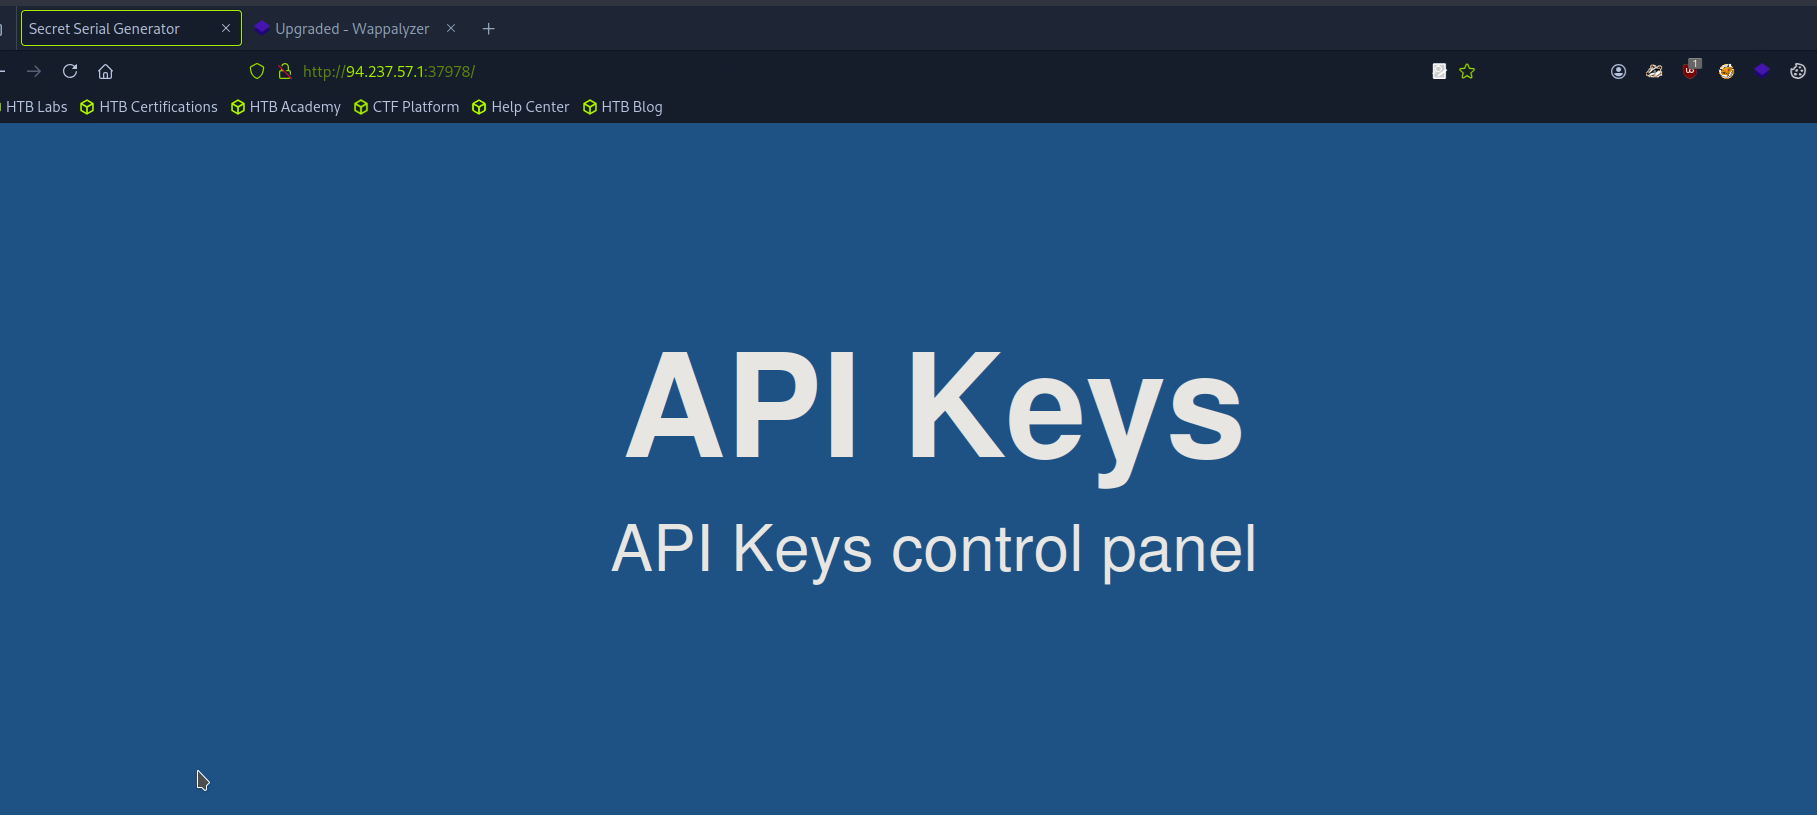 Secret Serial Generator
Upgraded - Wappalyzer
http://94.237.57.1:37978/
1
HTB Labs HTB Certifications HTB Academy CTF Platform Help Center HTB Blog
API Keys
API Keys control panel